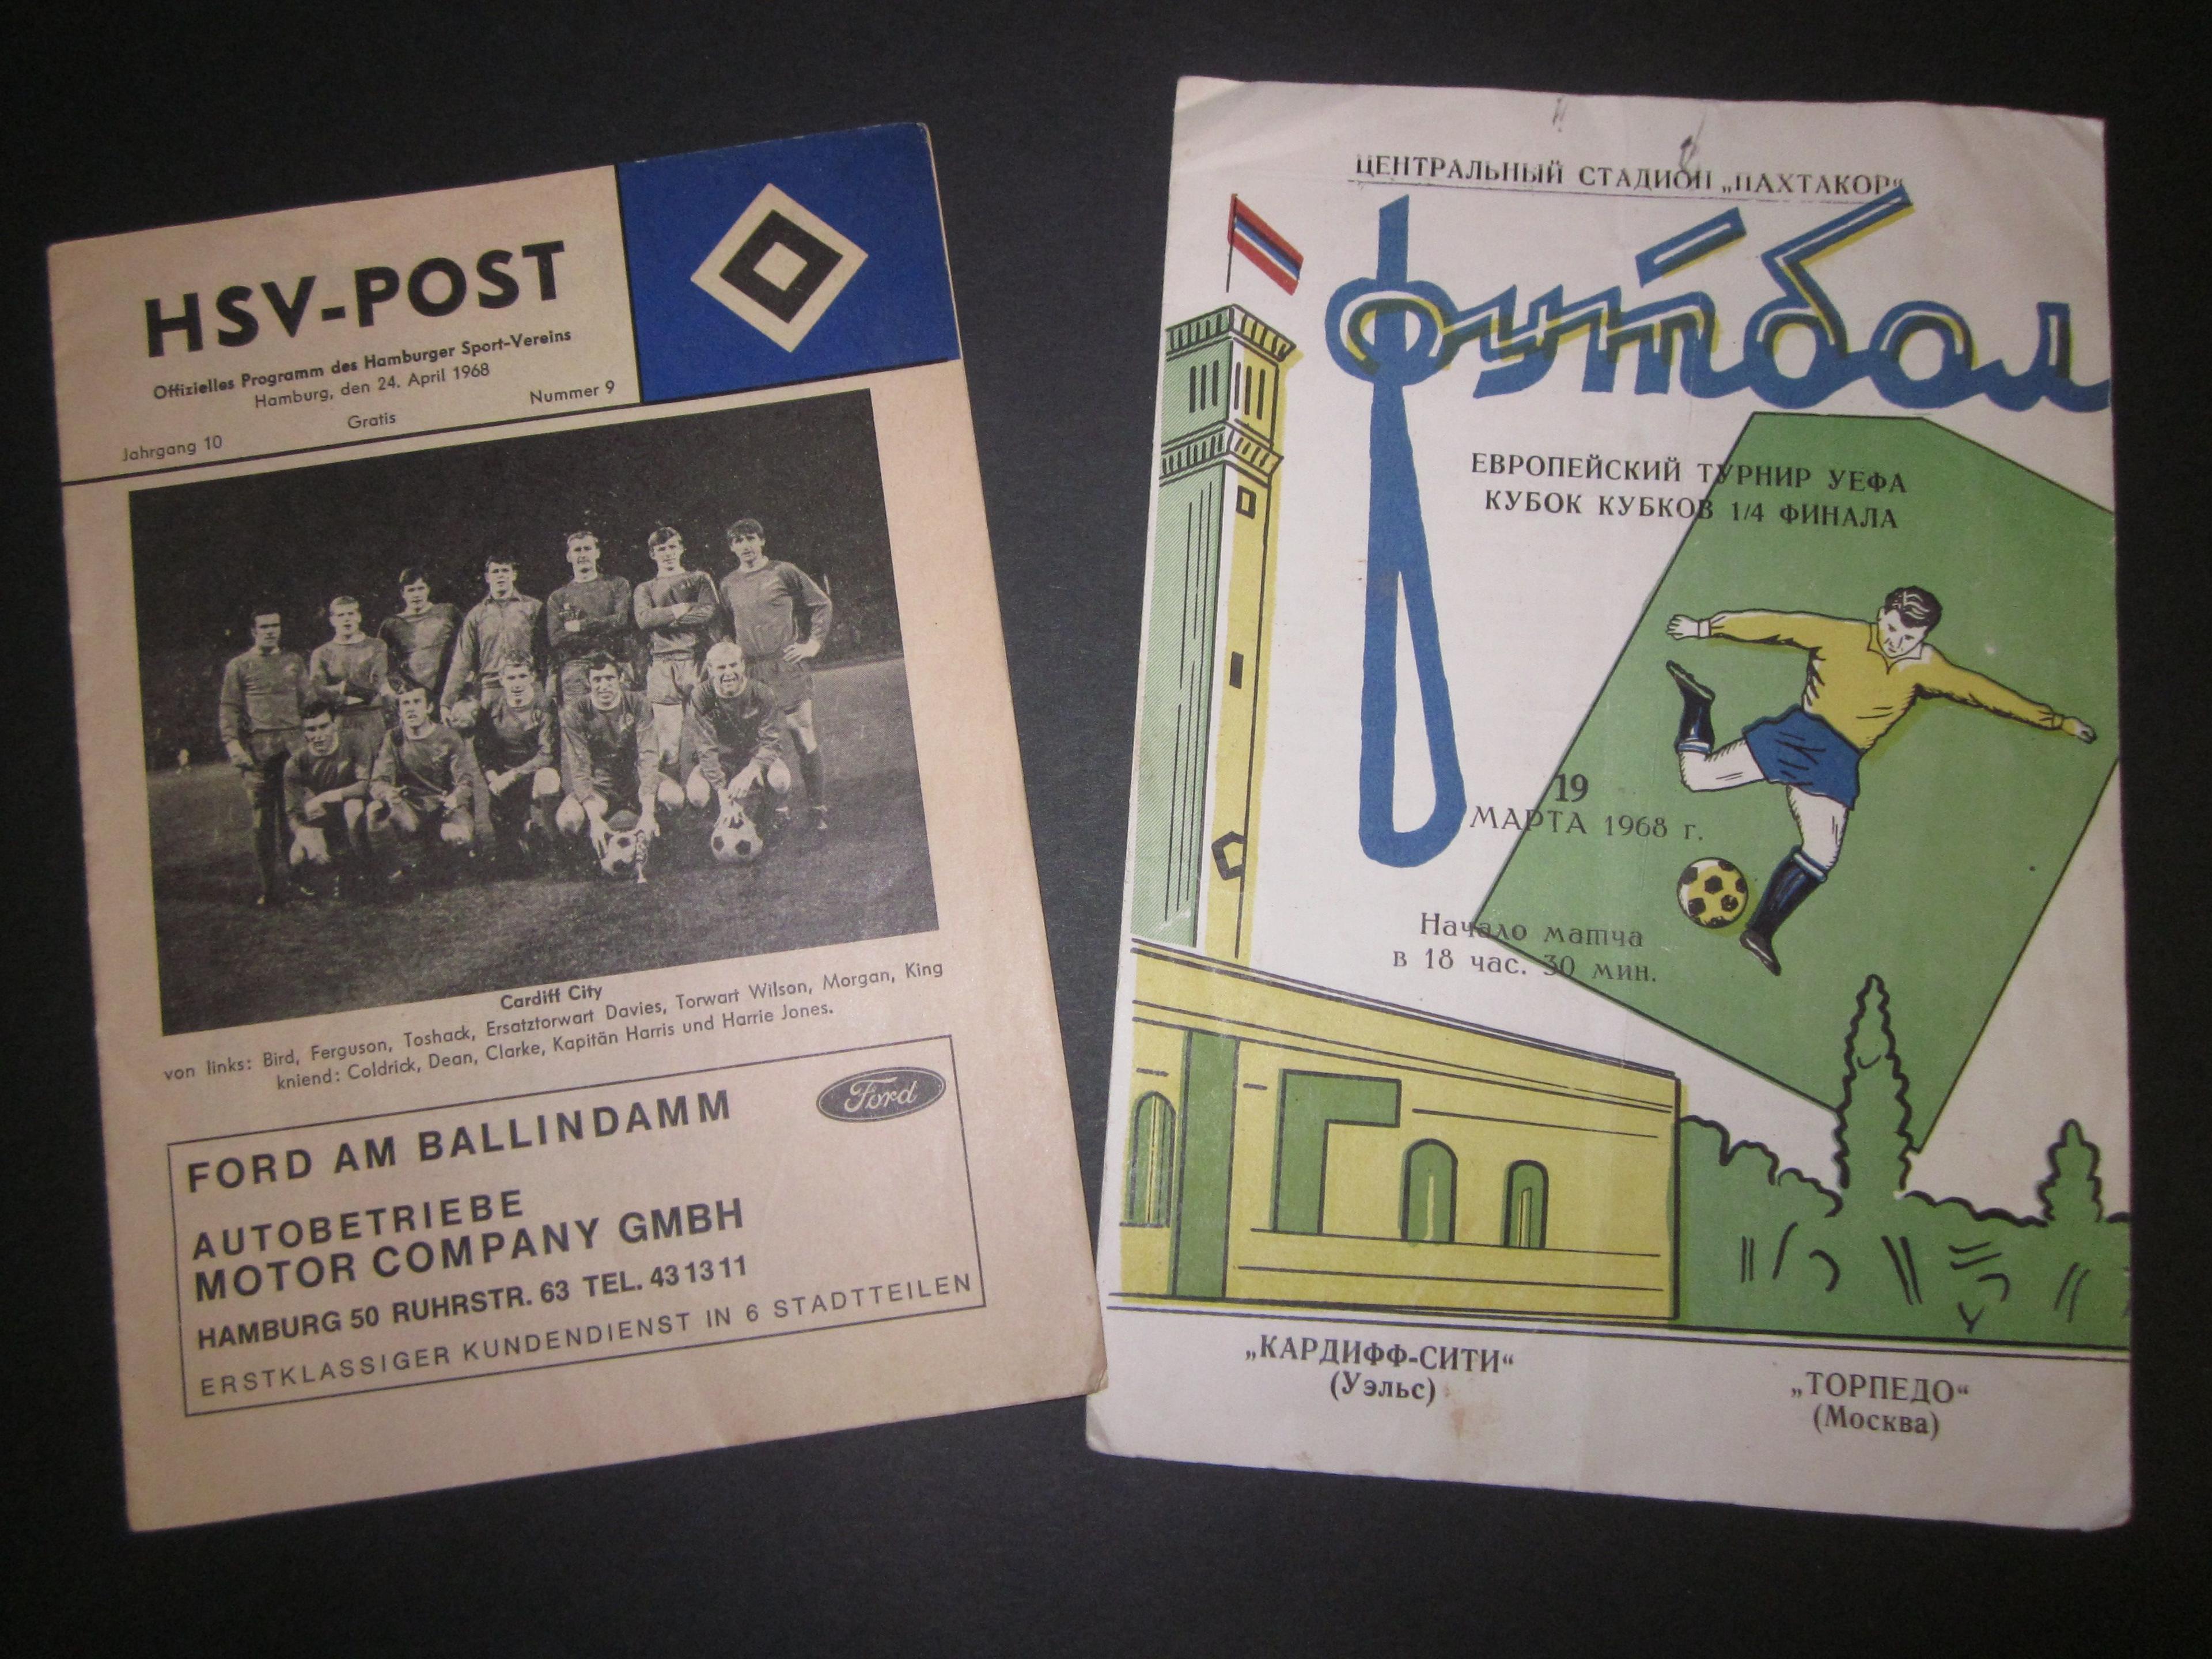 HSV-POST
Offizielles Programm des Hamburger Sport-Vereins
Hamburg, den 24. April 1968
Jahrgang 10 Gratis Nummer 9
Cardiff City
von links: Bird, Ferguson, Toshack, Ersatztorwart Davies, Torwart Wilson, Morgan, King
kniend: Coldrick, Dean, Clarke, Kapitän Harris und Harrie Jones.
FORD AM BALLINDAMM
Ford
AUTOBETRIEBE
MOTOR COMPANY GMBH
HAMBURG 50 RUHRSTR. 63 TEL. 43 13 11
ERSTKLASSIGER KUNDENDIENST IN 6 STADTTEILEN
ЦЕНТРАЛЬНЫЙ СТАДИОН „ПАХТАКОР“
футбол
ЕВРОПЕЙСКИЙ ТУРНИР УЕФА
КУБОК КУБКОВ 1/4 ФИНАЛА
19
МАРТА 1968 г.
Начало матча
в 18 час. 30 мин.
„КАРДИФФ-СИТИ“
(Уэльс)
„ТОРПЕДО“
(Москва)